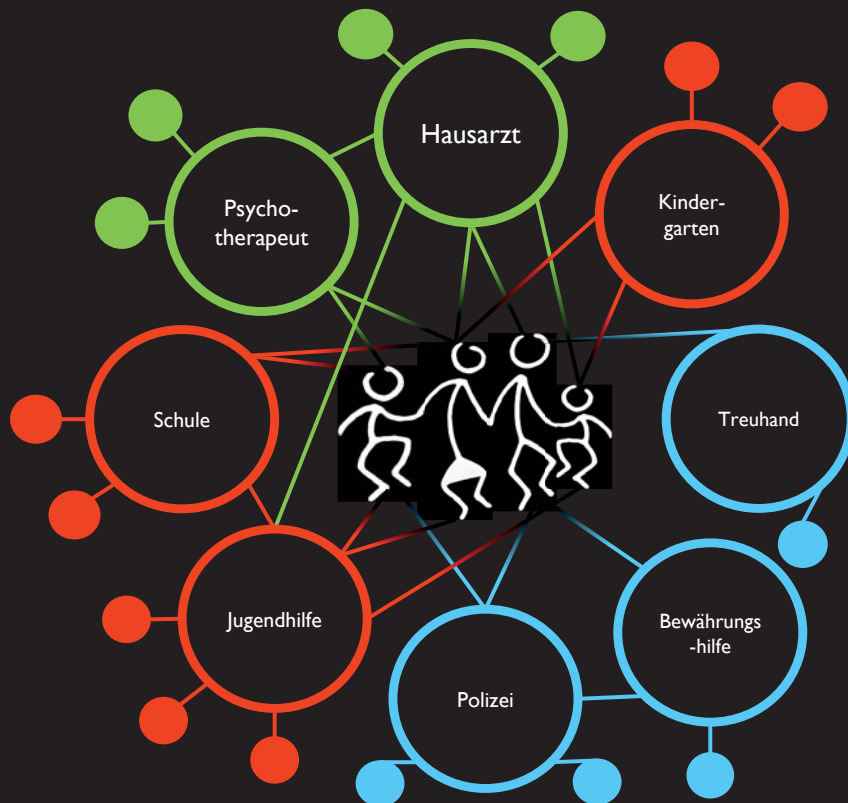 Hausarzt
Psycho-
therapeut
Kinder-
garten
Schule
Treuhand
Jugendhilfe
Bewährungs
-hilfe
Polizei